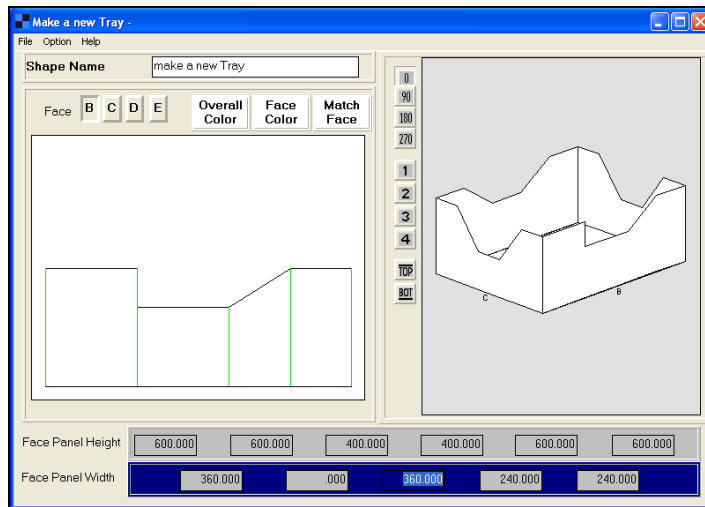 Make a new Tray -
File Option Help
Shape Name make a new Tray
Face B C D E Overall Color Face Color Match Face
0
90
180
270
1
2
3
4
TOP
BOT
C
B
Face Panel Height 600.000 600.000 400.000 400.000 600.000 600.000
Face Panel Width 360.000 .000 360.000 240.000 240.000